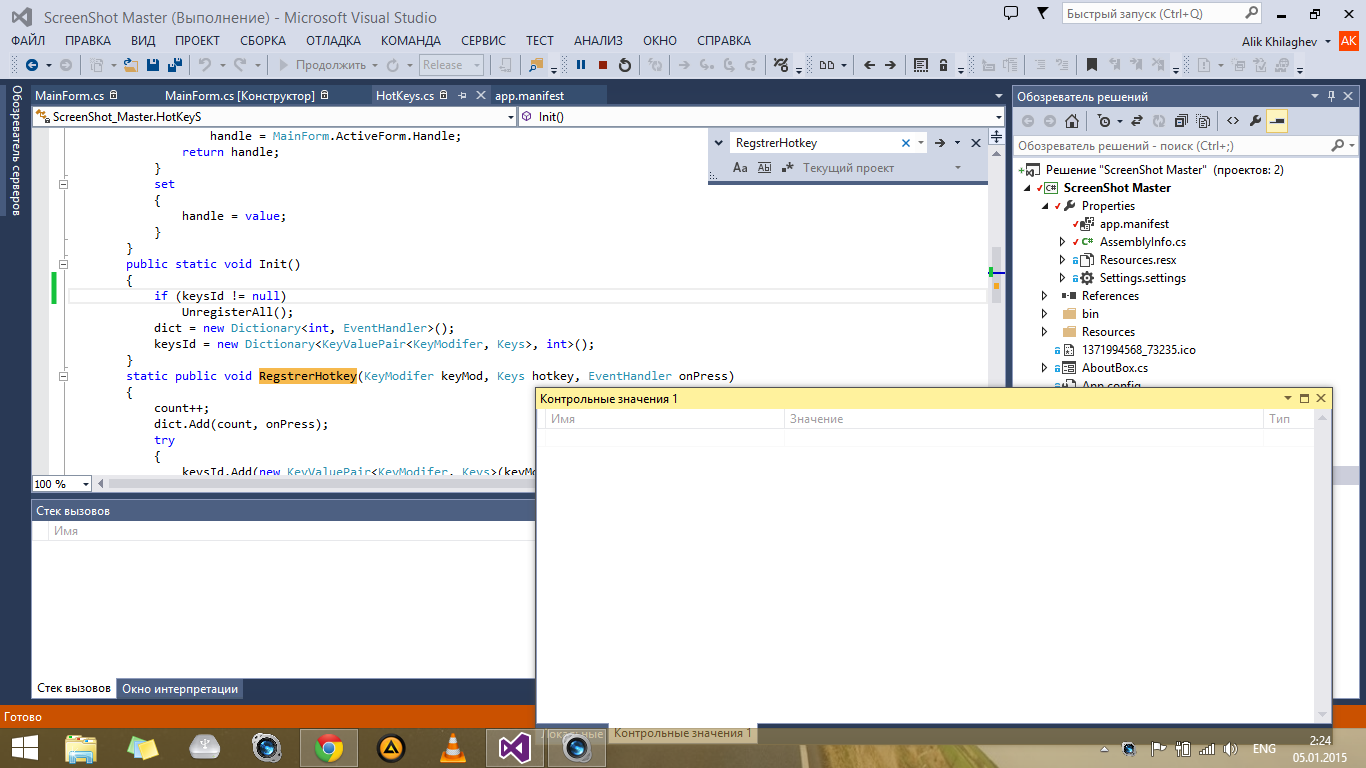 ScreenShot Master (Выполнение) - Microsoft Visual Studio
Быстрый запуск (Ctrl+Q)
ФАЙЛ ПРАВКА ВИД ПРОЕКТ СБОРКА ОТЛАДКА КОМАНДА СЕРВИС ТЕСТ АНАЛИЗ ОКНО СПРАВКА
Alik Khilaghev AK
Продолжить Release
Обозреватель серверов
MainForm.cs MainForm.cs [Конструктор] HotKeys.cs app.manifest
ScreenShot_Master.HotKeyS Init()
RegstrerHotkey
Aa Ab Текущий проект
handle = MainForm.ActiveForm.Handle;
return handle;
}
set
{
handle = value;
}
}
public static void Init()
{
if (keysId != null)
UnregisterAll();
dict = new Dictionary<int, EventHandler>();
keysId = new Dictionary<KeyValuePair<KeyModifer, Keys>, int>();
}
static public void RegstrerHotkey(KeyModifer keyMod, Keys hotkey, EventHandler onPress)
{
count++;
dict.Add(count, onPress);
try
{
keysId.Add(new KeyValuePair<KeyModifer, Keys>(keyMo
100 %
Обозреватель решений
Обозреватель решений - поиск (Ctrl+;)
Решение "ScreenShot Master" (проектов: 2)
C# ScreenShot Master
Properties
app.manifest
C# AssemblyInfo.cs
Resources.resx
Settings.settings
References
bin
Resources
1371994568_73235.ico
AboutBox.cs
App.config
Контрольные значения 1
Имя Значение Тип
Стек вызовов
Имя
Стек вызовов Окно интерпретации
Локальные Контрольные значения 1
Готово
ENG
2:24
05.01.2015